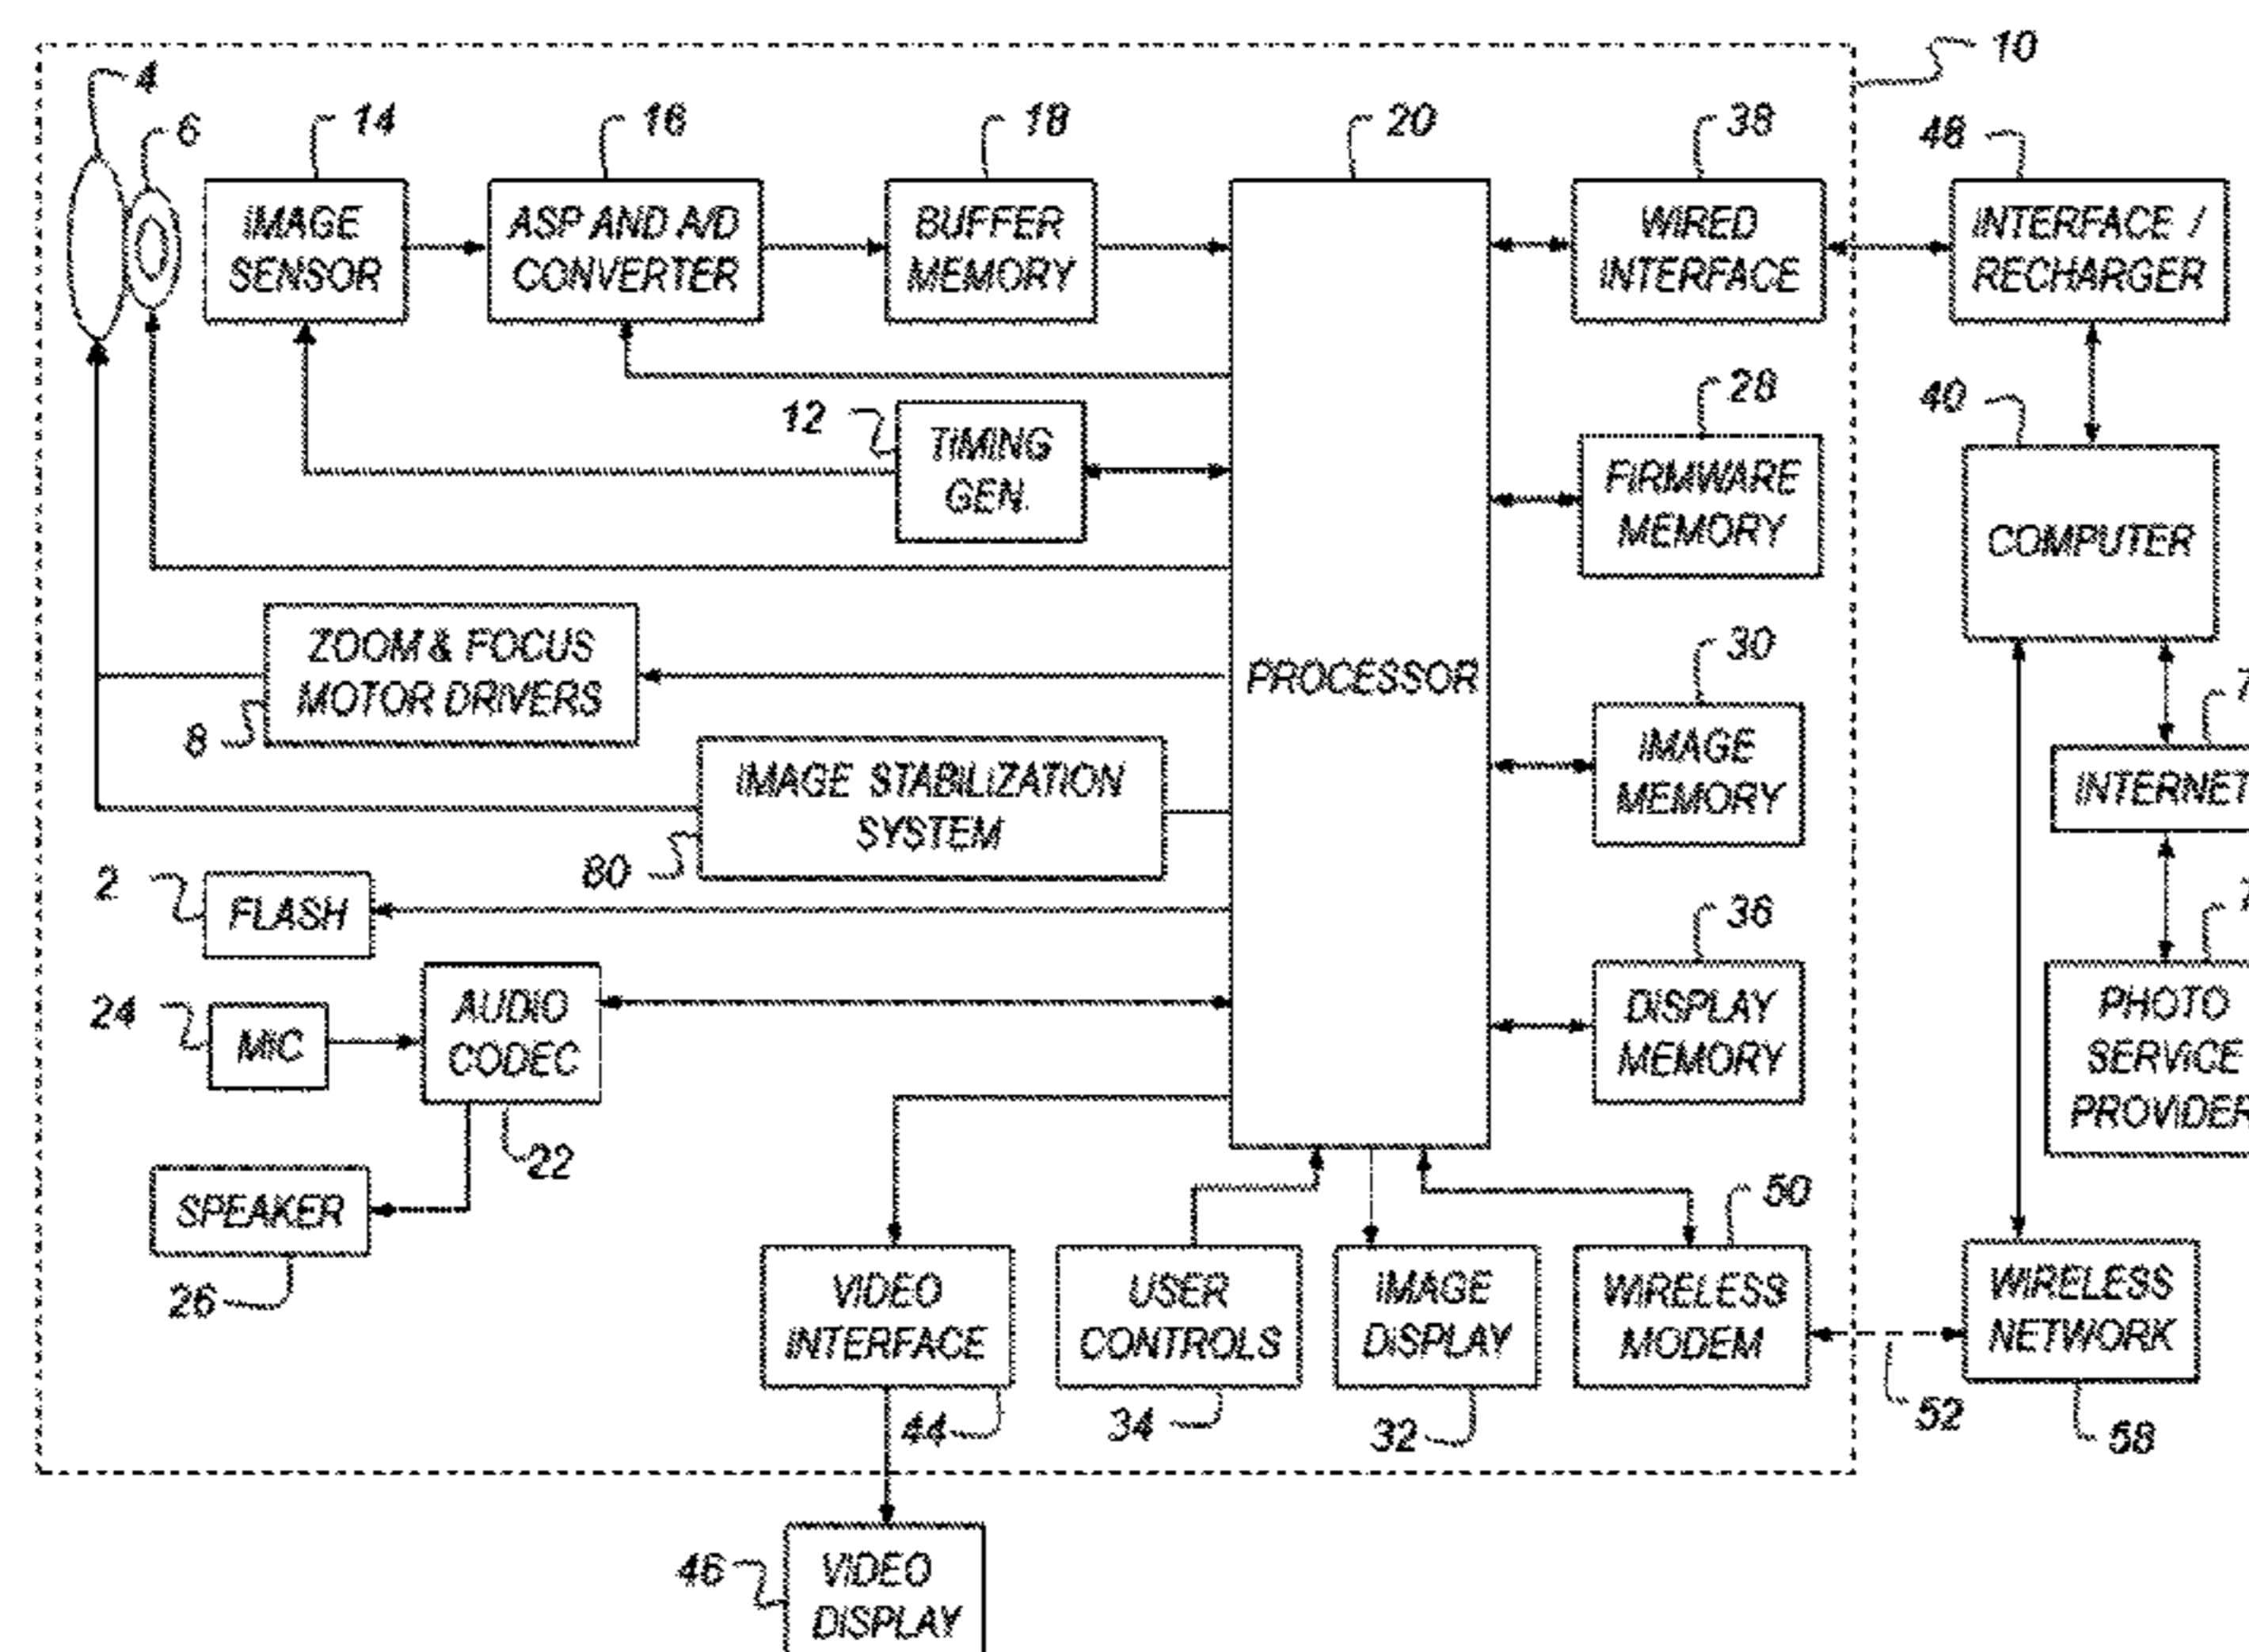 10
4
6
14
16
18
20
38
48
IMAGE
SENSOR
ASP AND A/D
CONVERTER
BUFFER
MEMORY
WIRED
INTERFACE
INTERFACE /
RECHARGER
12
TIMING
GEN.
28
FIRMWARE
MEMORY
40
COMPUTER
ZOOM & FOCUS
MOTOR DRIVERS
8
PROCESSOR
30
IMAGE
MEMORY
INTERNET
IMAGE STABILIZATION
SYSTEM
80
2
FLASH
36
DISPLAY
MEMORY
PHOTO
SERVICE
PROVIDER
24
MIC
AUDIO
CODEC
22
SPEAKER
26
50
VIDEO
INTERFACE
44
USER
CONTROLS
34
IMAGE
DISPLAY
32
WIRELESS
MODEM
52
WIRELESS
NETWORK
58
46
VIDEO
DISPLAY